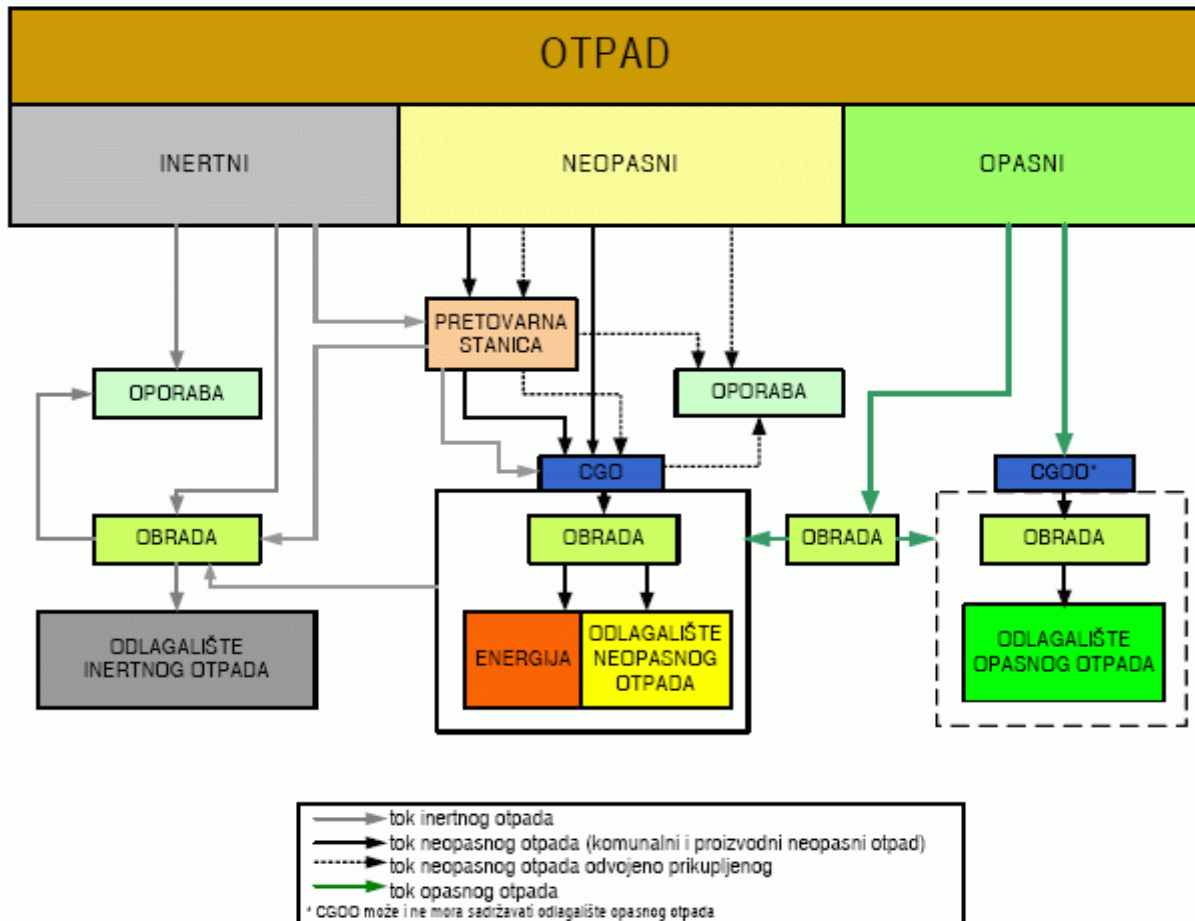 OTPAD
INERTNI
NEOPASNI
OPASNI
PRETOVARNA
STANICA
OPORABA
OPORABA
CGO
CGOO*
OBRADA
OBRADA
OBRADA
OBRADA
ODLAGALIŠTE
INERTNOG OTPADA
ENERGIJA
ODLAGALIŠTE
NEOPASNOG
OTPADA
ODLAGALIŠTE
OPASNOG OTPADA
tok inertnog otpada
tok neopasnog otpada (komunalni i proizvodni neopasni otpad)
tok neopasnog otpada odvojeno prikupljenog
tok opasnog otpada
* CGOO može i ne mora sadržavati odlagalište opasnog otpada